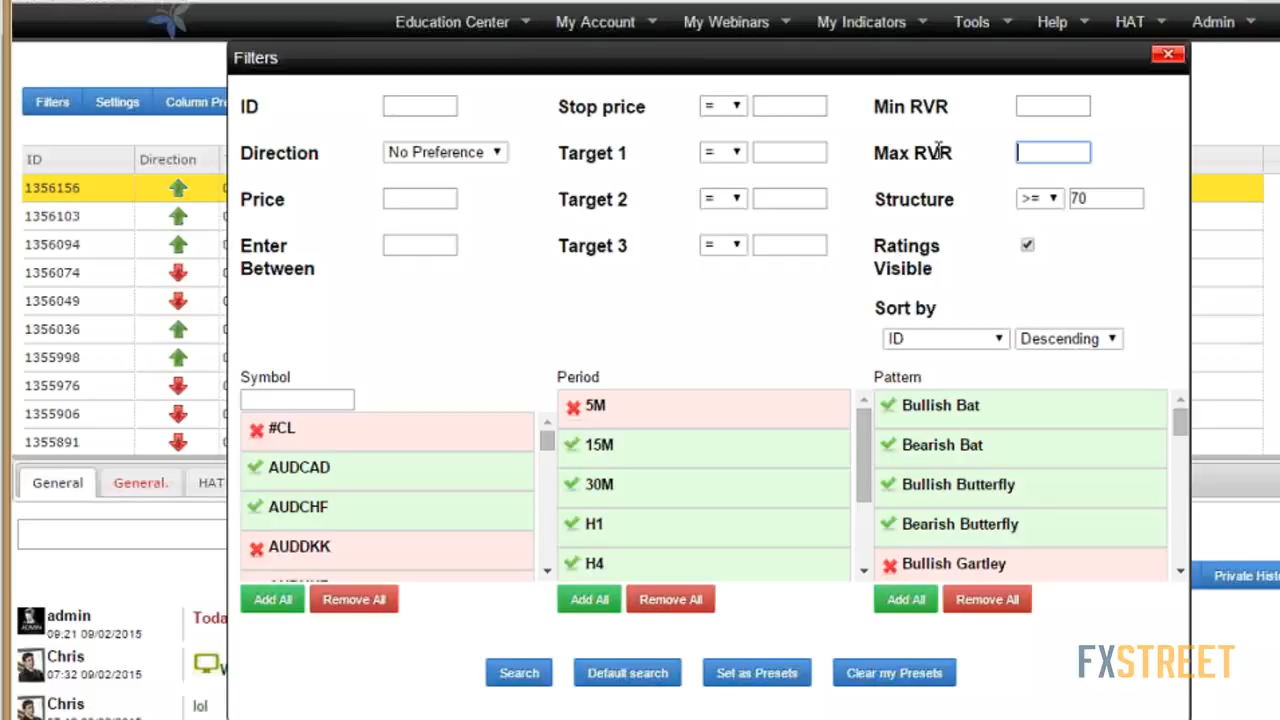 Education Center My Account My Webinars My Indicators Tools Help HAT Admin
Filters
Filters Settings
ID Stop price = Min RVR
Direction No Preference Target 1 = Max RVR
Price Target 2 = Structure >= 70
Enter Between Target 3 = Ratings Visible
Sort by
ID Descending
ID Direction
1356156
1356103
1356094
1356074
1356049
1356036
1355998
1355976
1355906
1355891
Symbol Period Pattern
#CL
AUDCAD
AUDCHF
AUDDKK
5M
15M
30M
H1
H4
Bullish Bat
Bearish Bat
Bullish Butterfly
Bearish Butterfly
Bullish Gartley
Add All Remove All Add All Remove All Add All Remove All
Search Default search Set as Presets Clear my Presets
General General. HAT
Private
admin
09:21 09/02/2015
Chris
07:32 09/02/2015
Chris
lol
FXSTREET